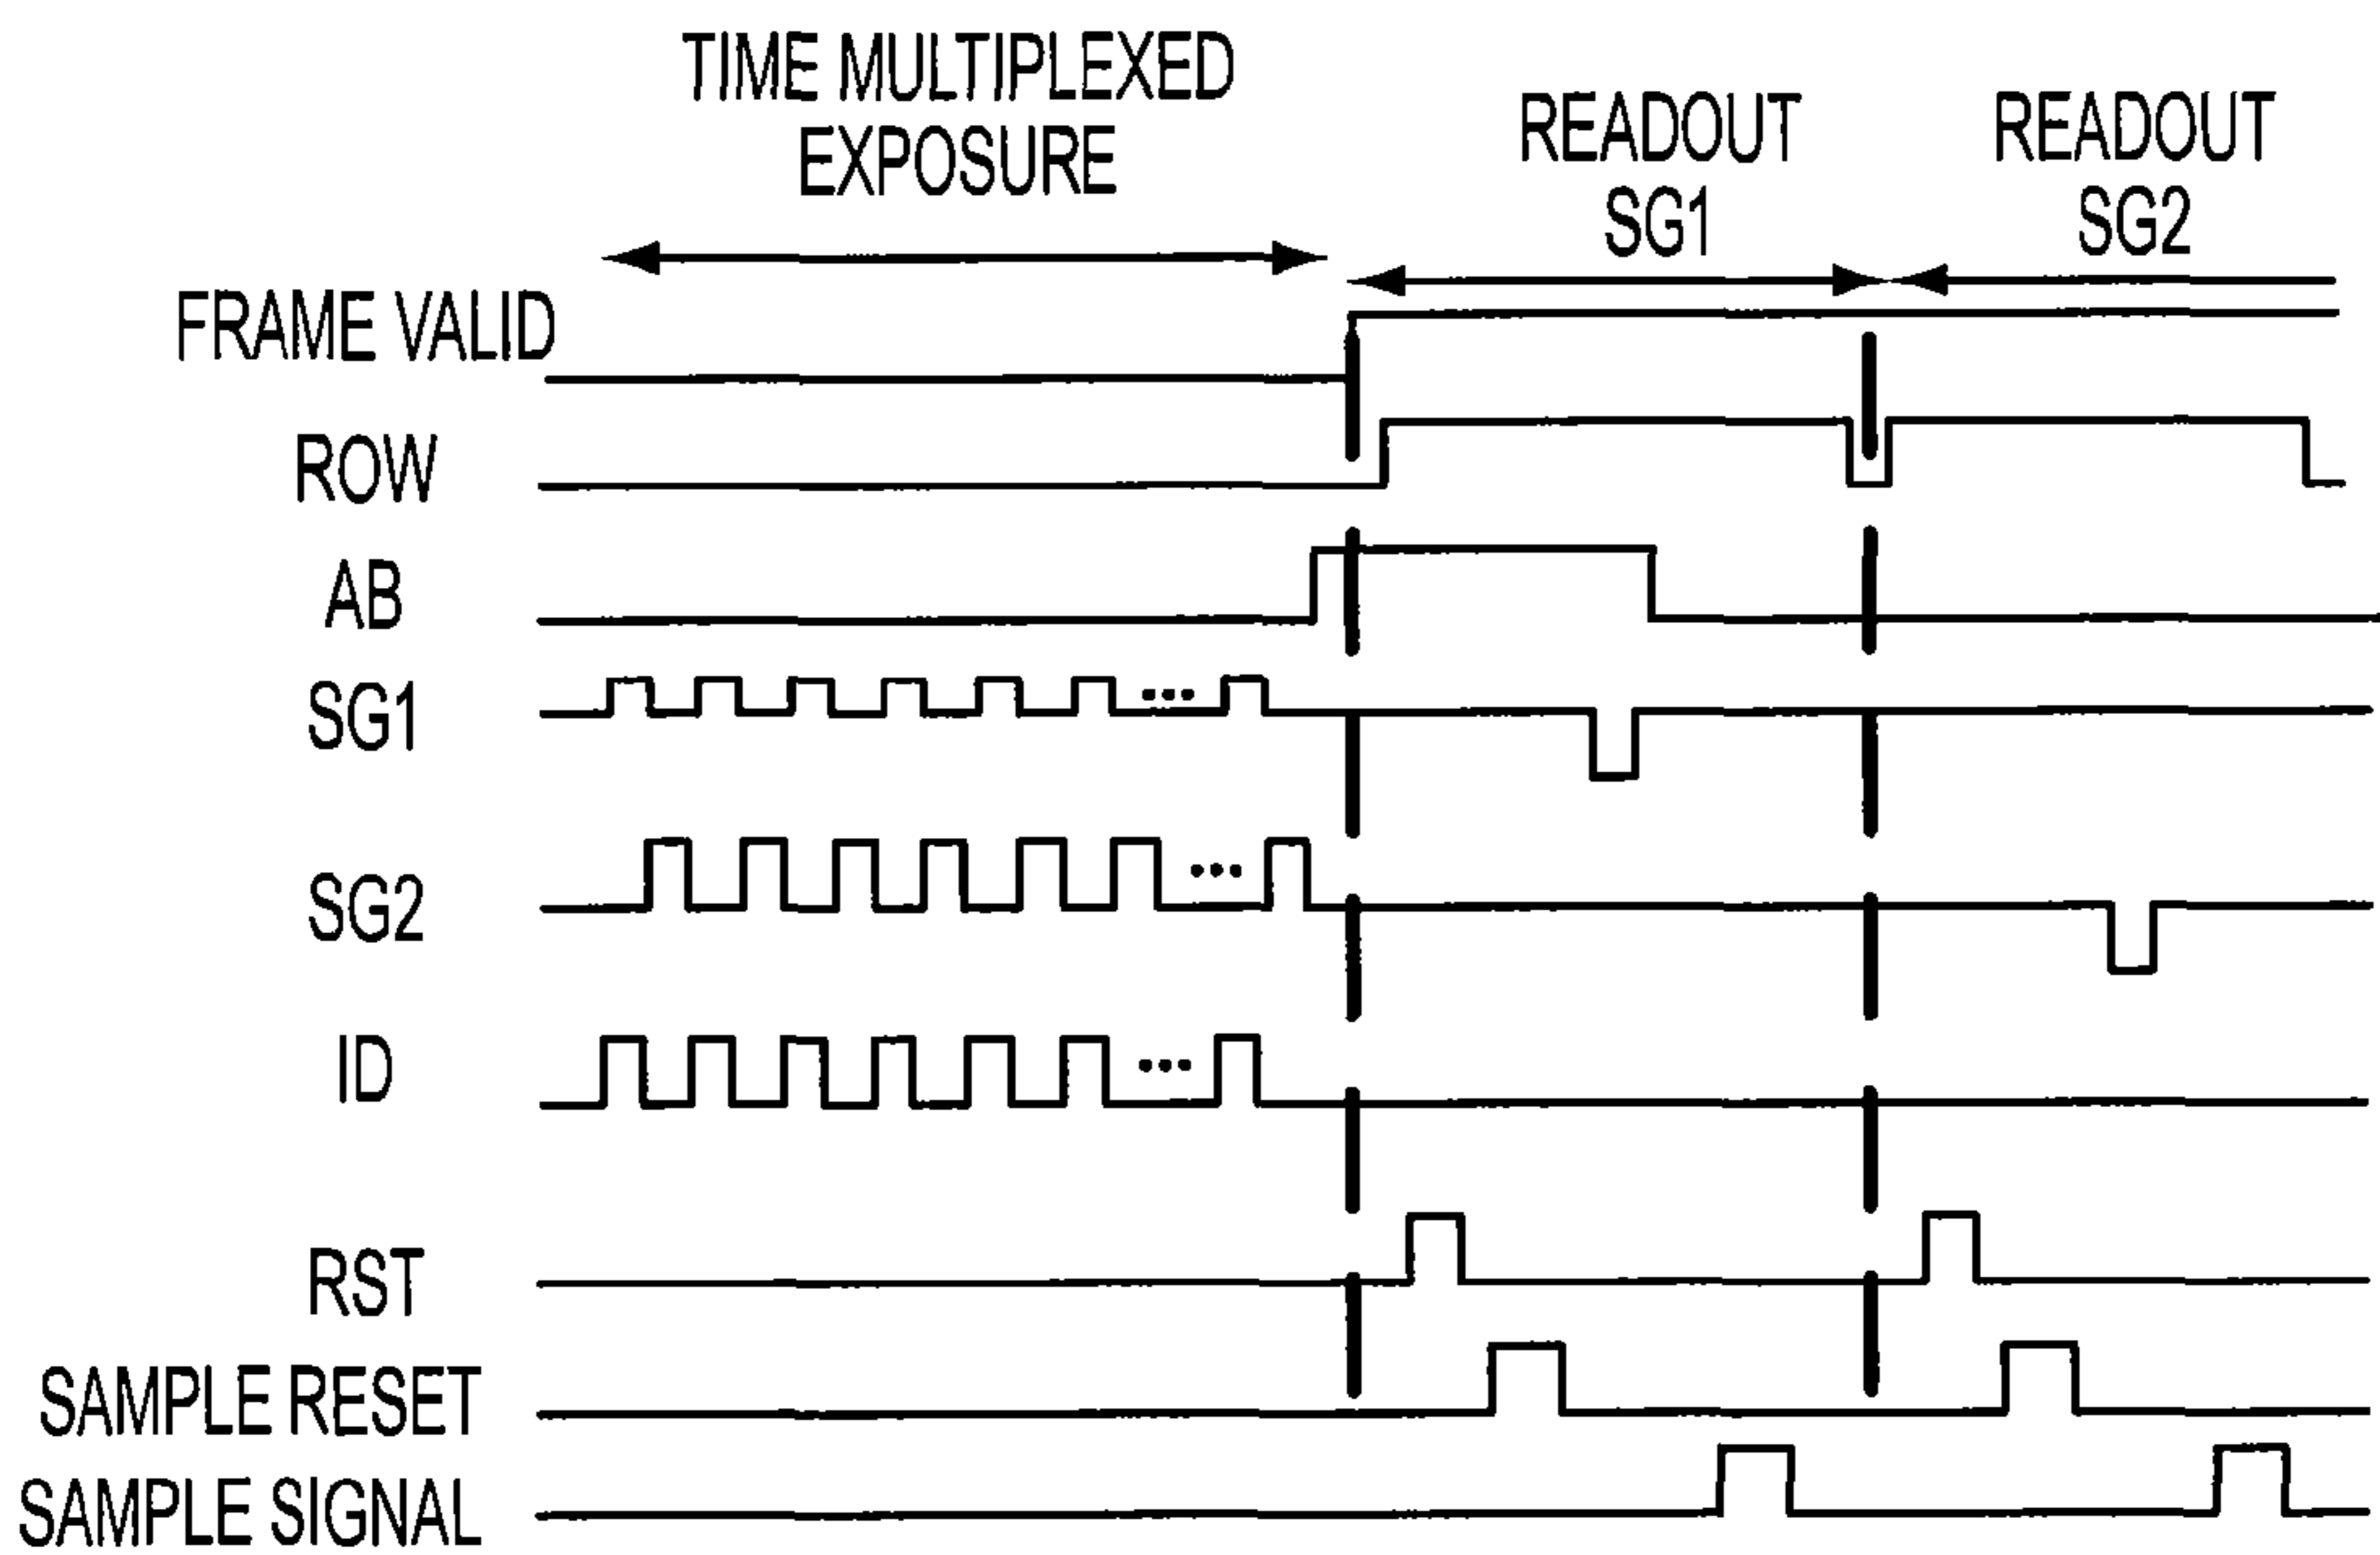 TIME MULTIPLEXED
EXPOSURE
READOUT
SG1
READOUT
SG2
FRAME VALID
ROW
AB
SG1
SG2
ID
RST
SAMPLE RESET
SAMPLE SIGNAL